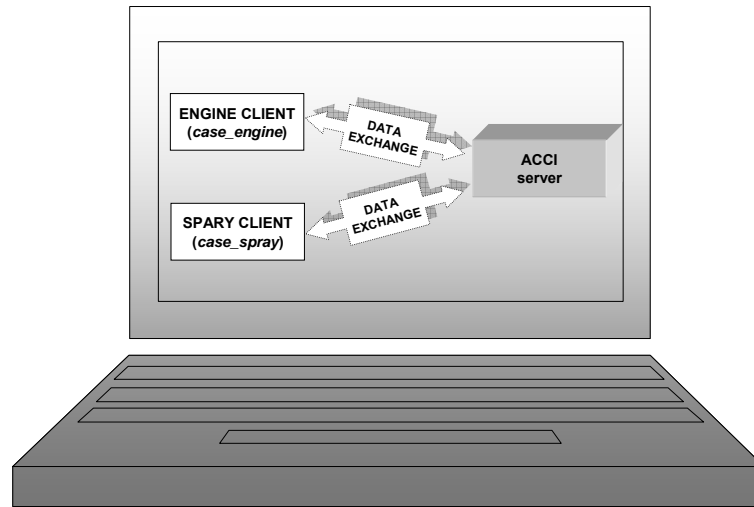 ENGINE CLIENT
(case_engine)
DATA
EXCHANGE
ACCI
server
SPARY CLIENT
(case_spray)
DATA
EXCHANGE